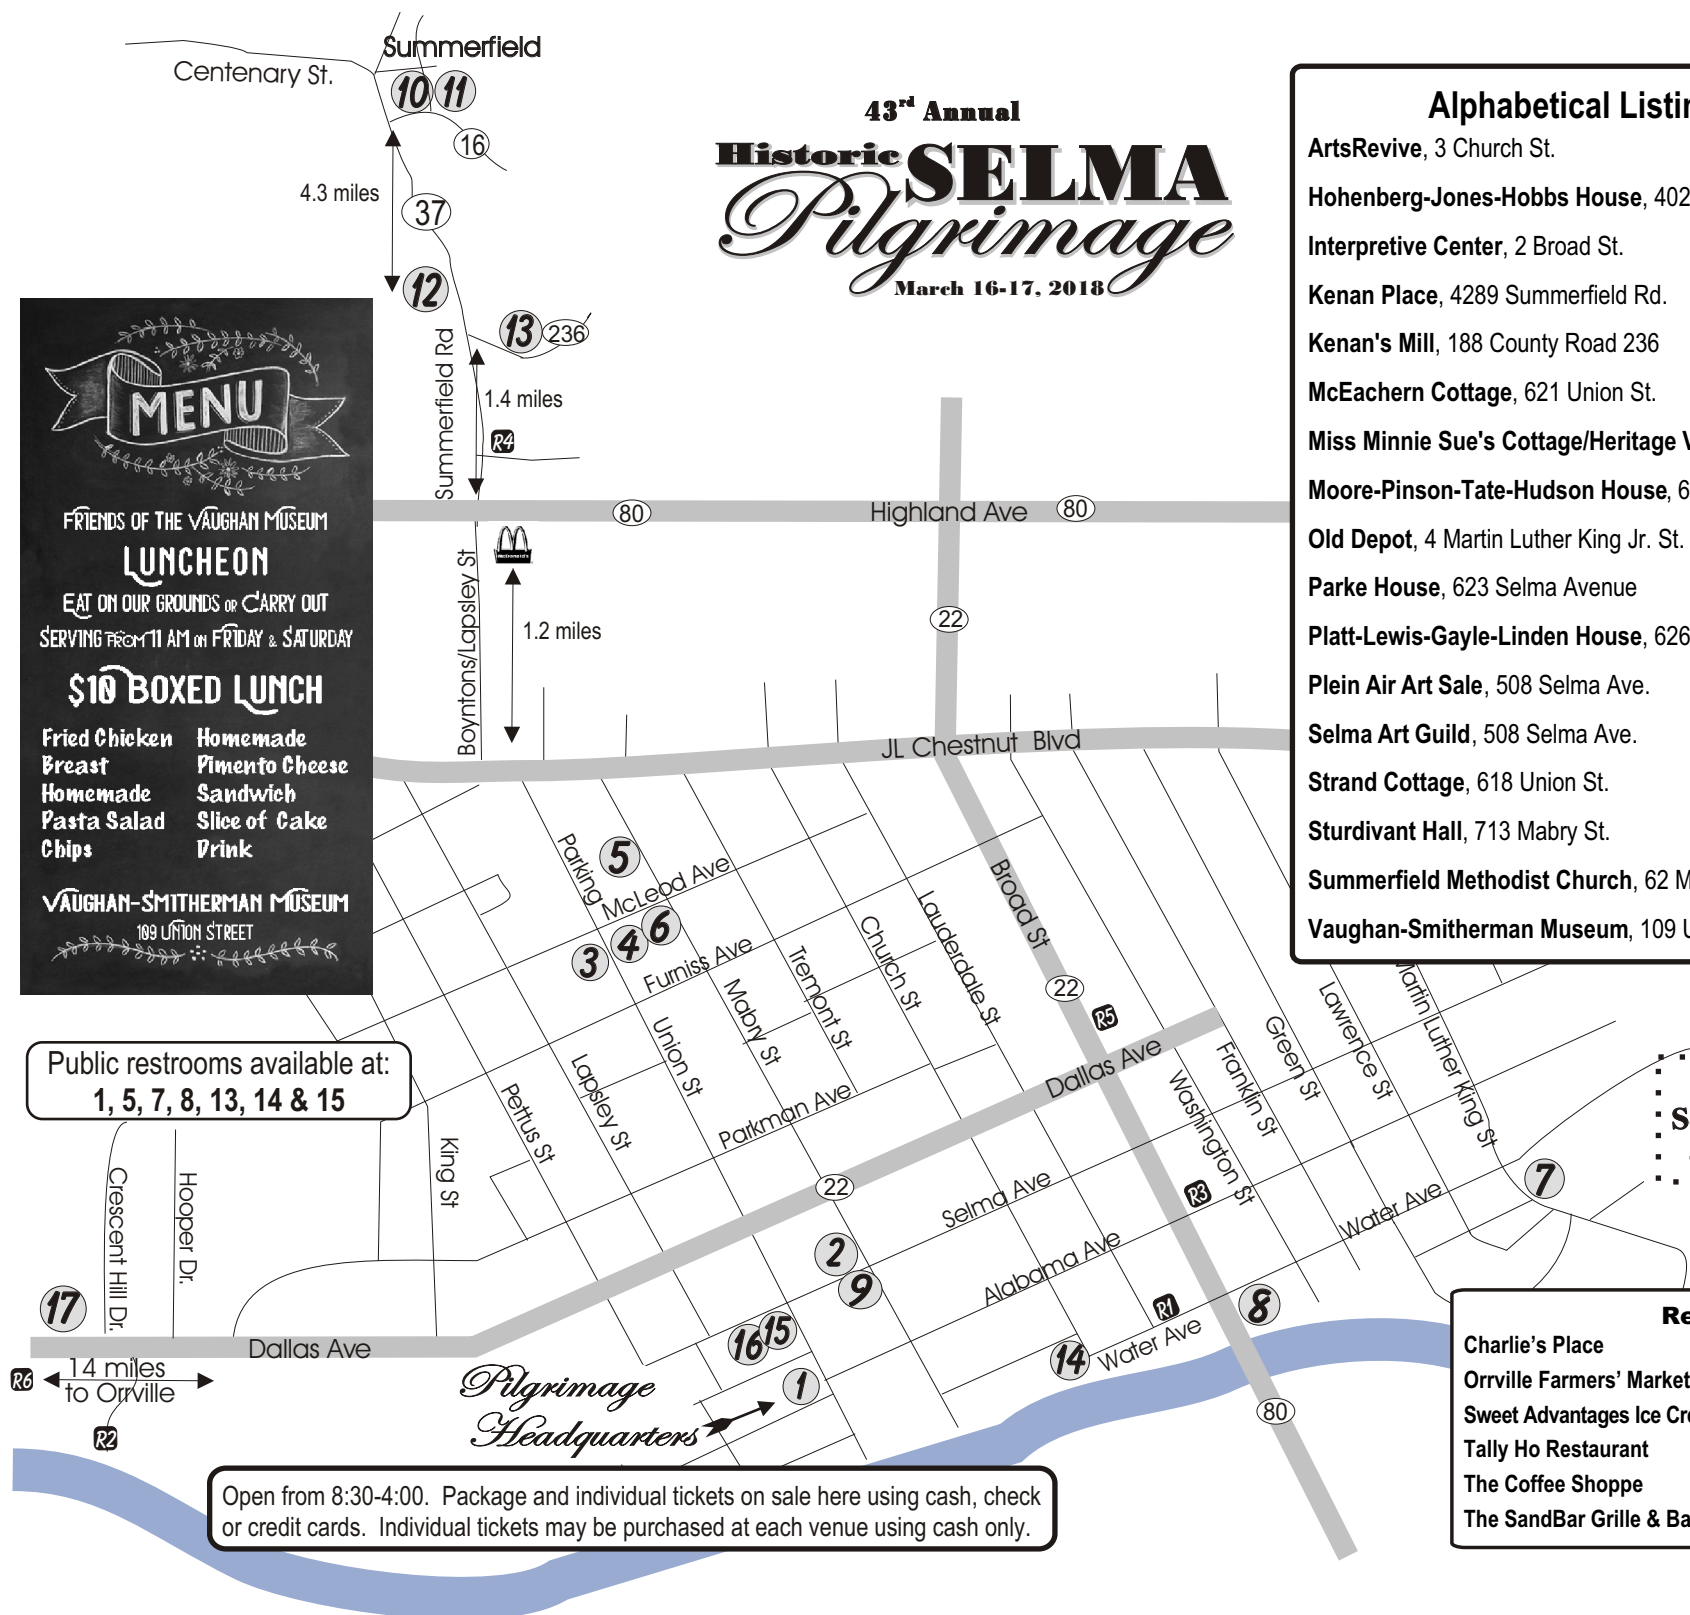 Summerfield
Centenary St.
10 11
16
4.3 miles
37
12
13 236
Summerfield Rd
1.4 miles
R4
43rd Annual
Historic SELMA
Pilgrimage
March 16-17, 2018
Alphabetical Listin
ArtsRevive, 3 Church St.
Hohenberg-Jones-Hobbs House, 402
Interpretive Center, 2 Broad St.
Kenan Place, 4289 Summerfield Rd.
Kenan's Mill, 188 County Road 236
McEachern Cottage, 621 Union St.
Miss Minnie Sue's Cottage/Heritage V
Moore-Pinson-Tate-Hudson House, 6
Old Depot, 4 Martin Luther King Jr. St.
Parke House, 623 Selma Avenue
Platt-Lewis-Gayle-Linden House, 626
Plein Air Art Sale, 508 Selma Ave.
Selma Art Guild, 508 Selma Ave.
Strand Cottage, 618 Union St.
Sturdivant Hall, 713 Mabry St.
Summerfield Methodist Church, 62 M
Vaughan-Smitherman Museum, 109 U
MENU
FRIENDS OF THE VAUGHAN MUSEUM
LUNCHEON
EAT ON OUR GROUNDS OR CARRY OUT
SERVING FROM 11 AM ON FRIDAY & SATURDAY
$10 BOXED LUNCH
Fried Chicken
Breast
Homemade
Pasta Salad
Chips
Homemade
Pimento Cheese
Sandwich
Slice of Cake
Drink
VAUGHAN-SMITHERMAN MUSEUM
109 UNION STREET
80
Highland Ave
80
McDonald's
Boyntons/Lapsley St
1.2 miles
22
JL Chestnut Blvd
Parking
5
McLeod Ave
3 4 6
Furniss Ave
Mabry St
Tremont St
Church St
Lauderdale St
Broad St
22
R5
Dallas Ave
Union St
Lapsley St
Pettus St
Parkman Ave
King St
Washington St
Franklin St
Green St
Lawrence St
Martin Luther King St
S
7
Water Ave
R3
Selma Ave
Alabama Ave
22
2
9
8
R1
Water Ave
14
16 15
1
80
Public restrooms available at:
1, 5, 7, 8, 13, 14 & 15
Crescent Hill Dr.
Hooper Dr.
17
Dallas Ave
R6
14 miles
to Orrville
R2
Pilgrimage
Headquarters
Open from 8:30-4:00. Package and individual tickets on sale here using cash, check
or credit cards. Individual tickets may be purchased at each venue using cash only.
Re
Charlie’s Place
Orrville Farmers’ Market
Sweet Advantages Ice Cre
Tally Ho Restaurant
The Coffee Shoppe
The SandBar Grille & Ba